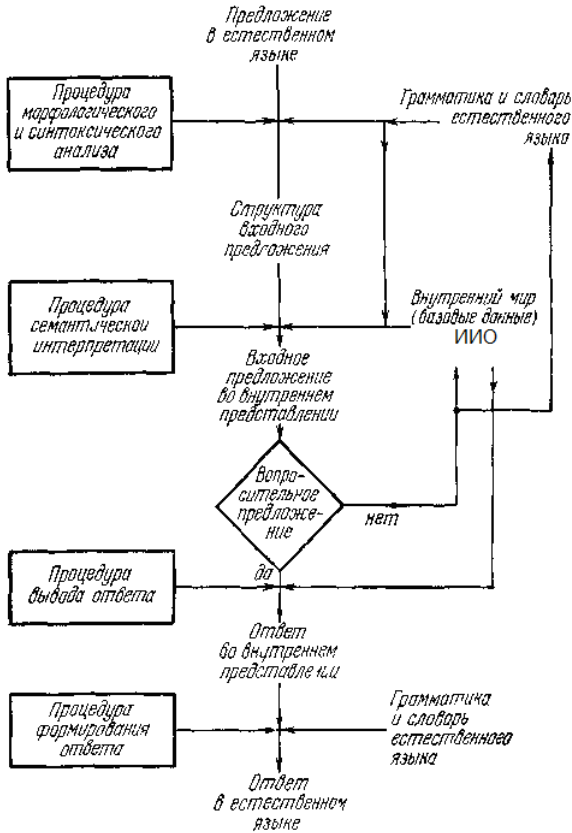 Предложение
в естественном
языке
Процедура
морфологического
и синтоксического
анализа
Грамматика и словарь
естественного
языка
Структура
входного
предложения
Процедура
семантической
интерпретации
Внутренний мир
(базовые данные)
ИИО
Входное
предложение
во внутреннем
представлении
Вопро-
сительное
предложе-
ние
нет
да
Процедура
вывода ответа
Ответ
во внутреннем
представлении
Процедура
формирования
ответа
Грамматика
и словарь
естественного
языка
Ответ
в естественном
языке